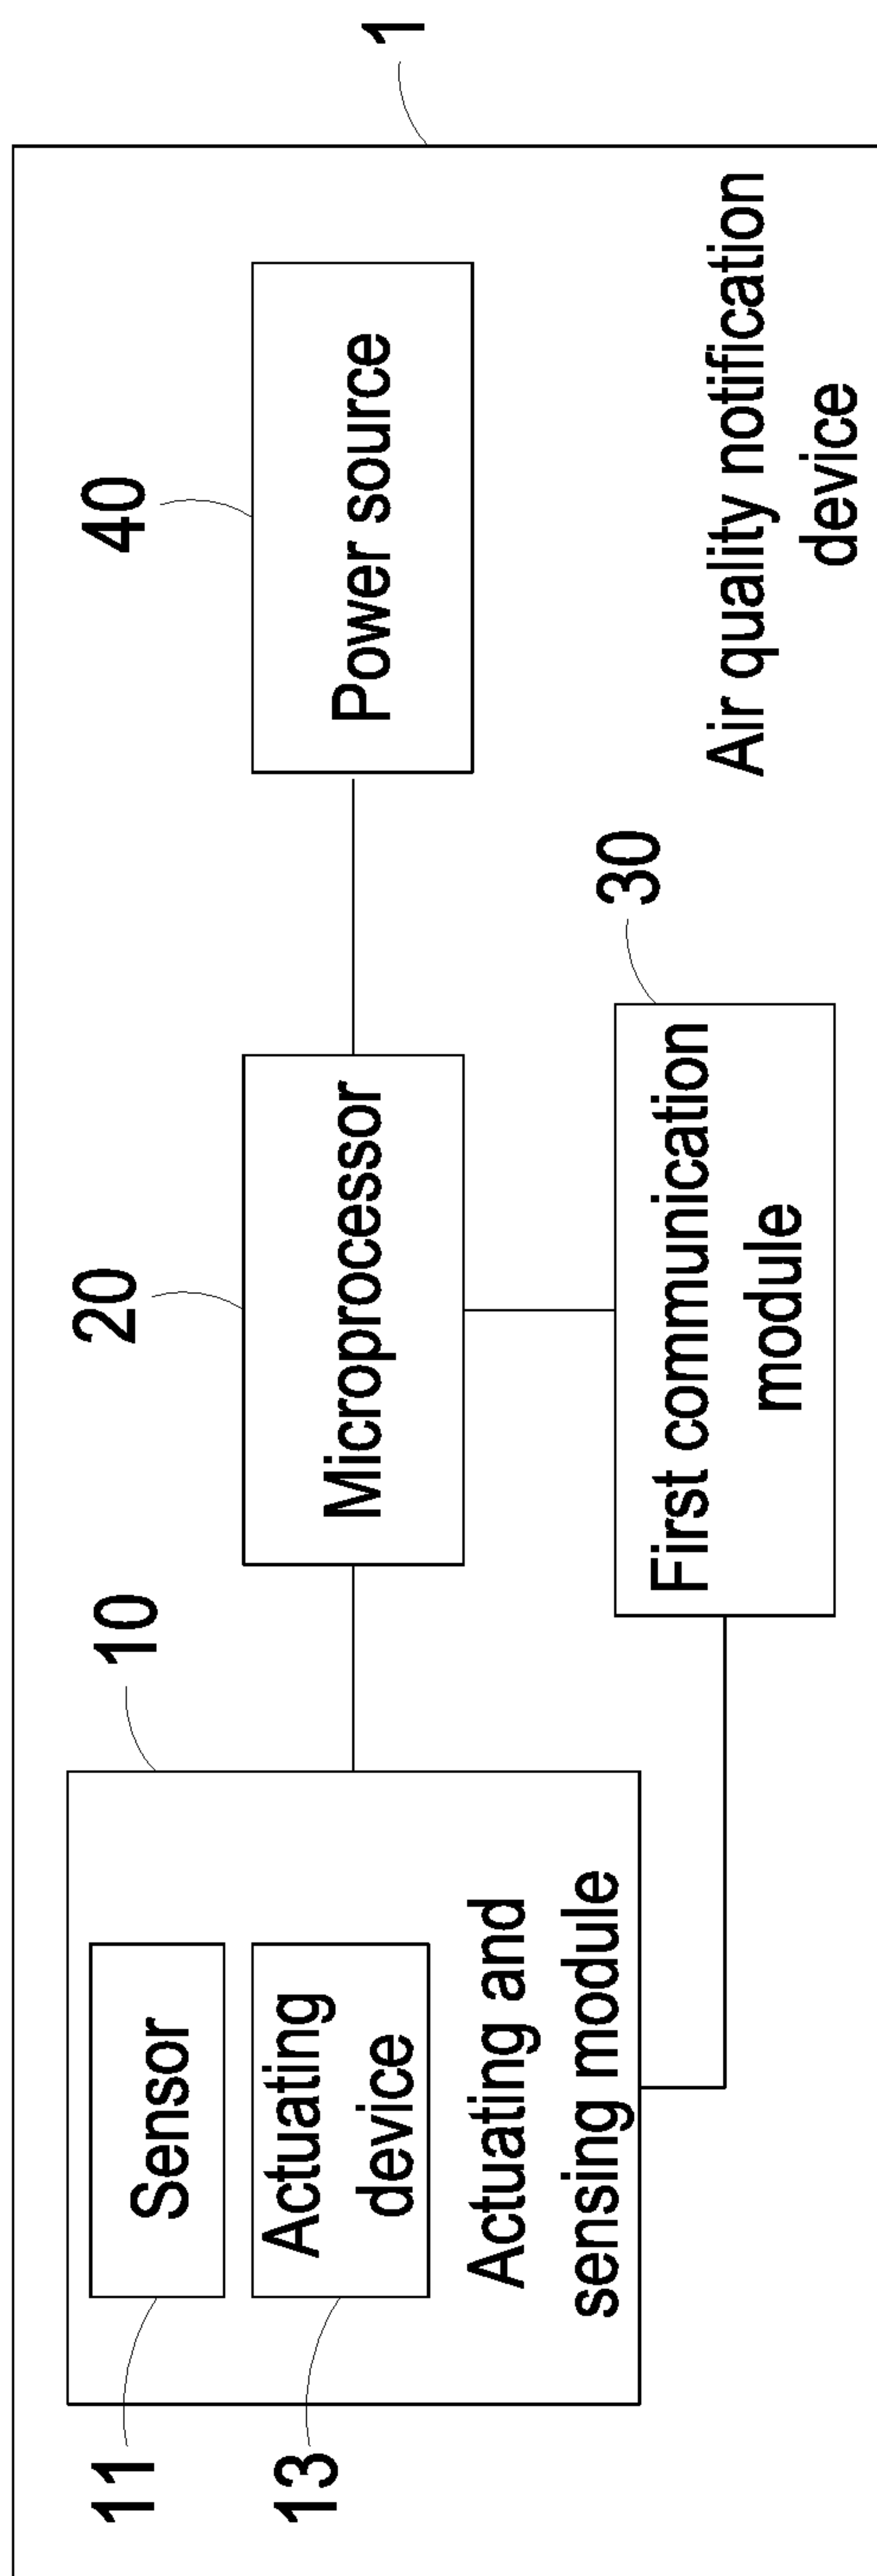 1
11
Sensor
13
Actuating
device
Actuating and
sensing module
10
20
Microprocessor
40
Power source
30
First communication
module
Air quality notification
device